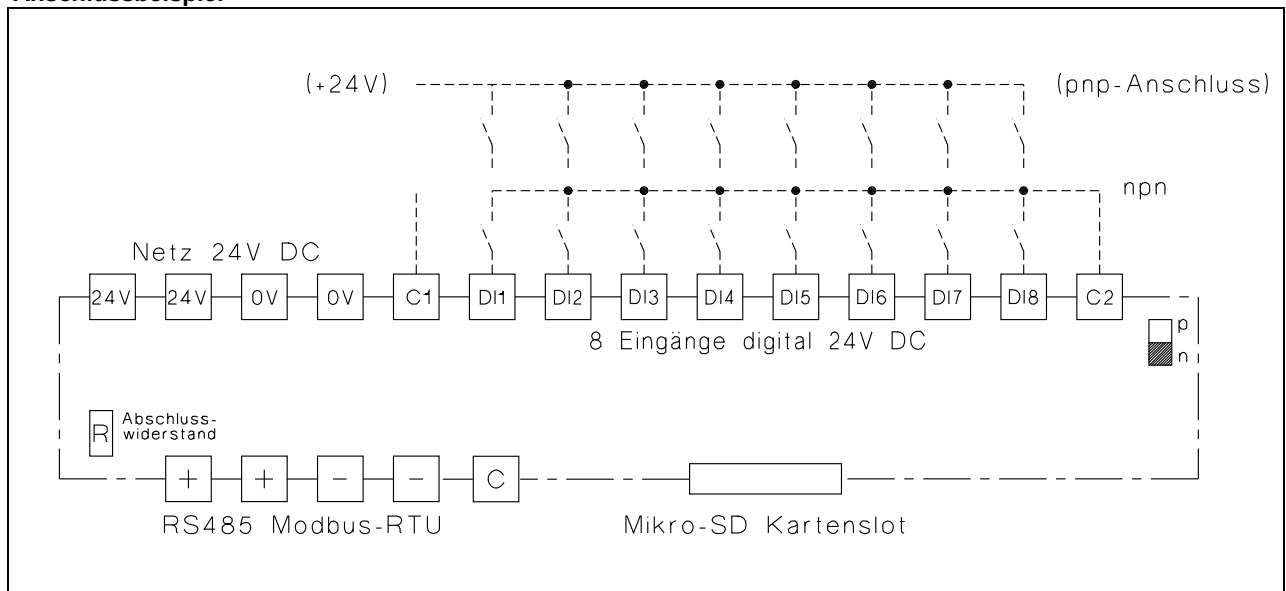 (+24V) (pnp-Anschluss)
npn
Netz 24V DC
24V 24V 0V 0V C1 DI1 DI2 DI3 DI4 DI5 DI6 DI7 DI8 C2
8 Eingänge digital 24V DC
p
n
R
Abschluss-
widerstand
+ + - - C
RS485 Modbus-RTU
Mikro-SD Kartenslot